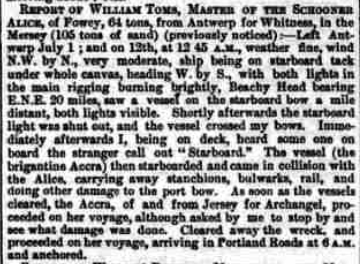 REPORT OF WILLIAM TOMS, MASTER OF THE SCHOONER
ALICE, of Fowey, 64 tons, from Antwerp for Whitness, in the
Mersey (105 tons of sand) (previously noticed):—Left Ant-
werp July 1; and on 12th, at 12 45 A.M., weather fine, wind
N.W. by N., very moderate, ship being on starboard tack
under whole canvas, heading W. by S., with both lights in
the main rigging burning brightly, Beachy Head bearing
E.N.E. 20 miles, saw a vessel on the starboard bow a mile
distant, both lights visible. Shortly afterwards the starboard
light was shut out, and the vessel crossed my bows. Imme-
diately afterwards I, being on deck, heard some one on
board the stranger call out "Starboard." The vessel (the
brigantine Accra) then starboarded and came in collision with
the Alice, carrying away stanchions, bulwarks, rail, and
doing other damage to the port bow. As soon as the vessels
cleared, the Accra, of and from Jersey for Archangel, pro-
ceeded on her voyage, although asked by me to stop by and
see what damage was done. Cleared away the wreck, and
proceeded on her voyage, arriving in Portland Roads at 6 A.M.
and anchored.